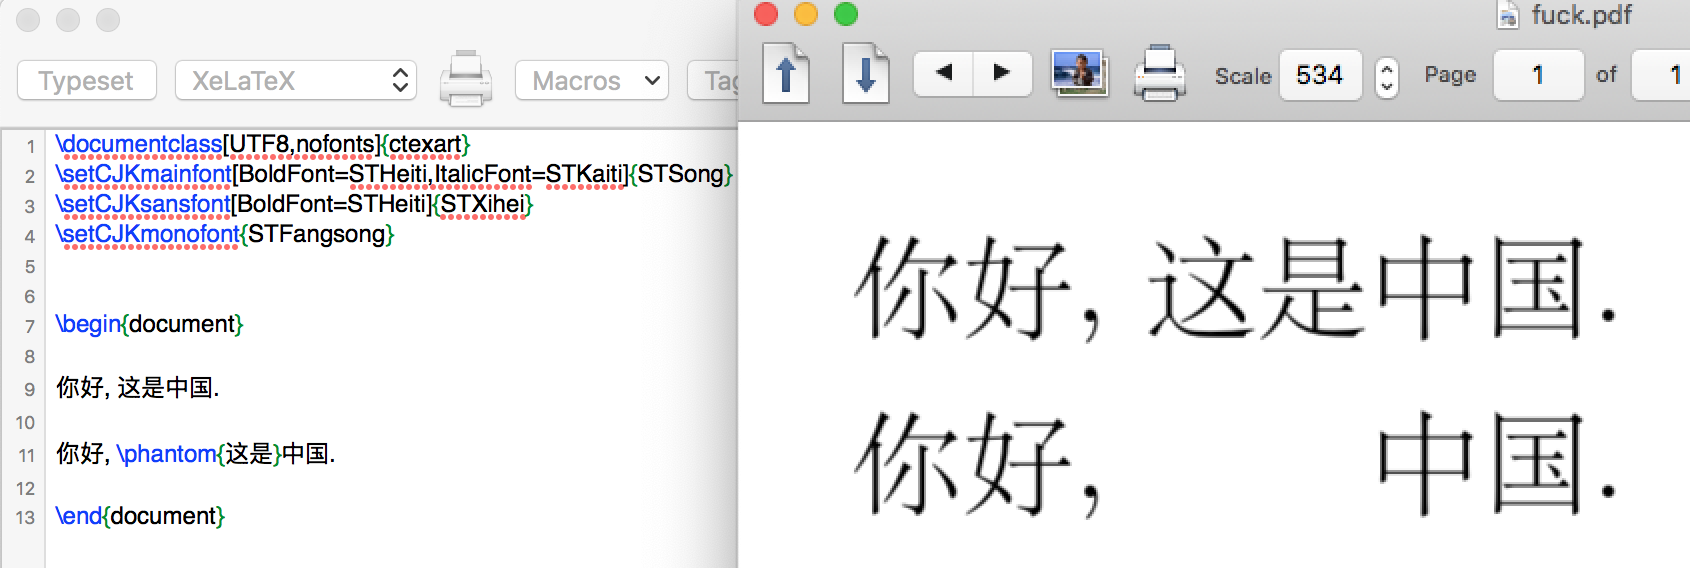 Typeset
XeLaTeX
Macros
1 \documentclass[UTF8,nofonts]{ctexart}
2 \setCJKmainfont[BoldFont=STHeiti,ItalicFont=STKaiti]{STSong}
3 \setCJKsansfont[BoldFont=STHeiti]{STXihei}
4 \setCJKmonofont{STFangsong}
5
6
7 \begin{document}
8
9 你好, 这是中国.
10
11 你好, \phantom{这是}中国.
12
13 \end{document}
fuck.pdf
Scale 534 Page 1 of 1
你好, 这是中国.
你好, 中国.